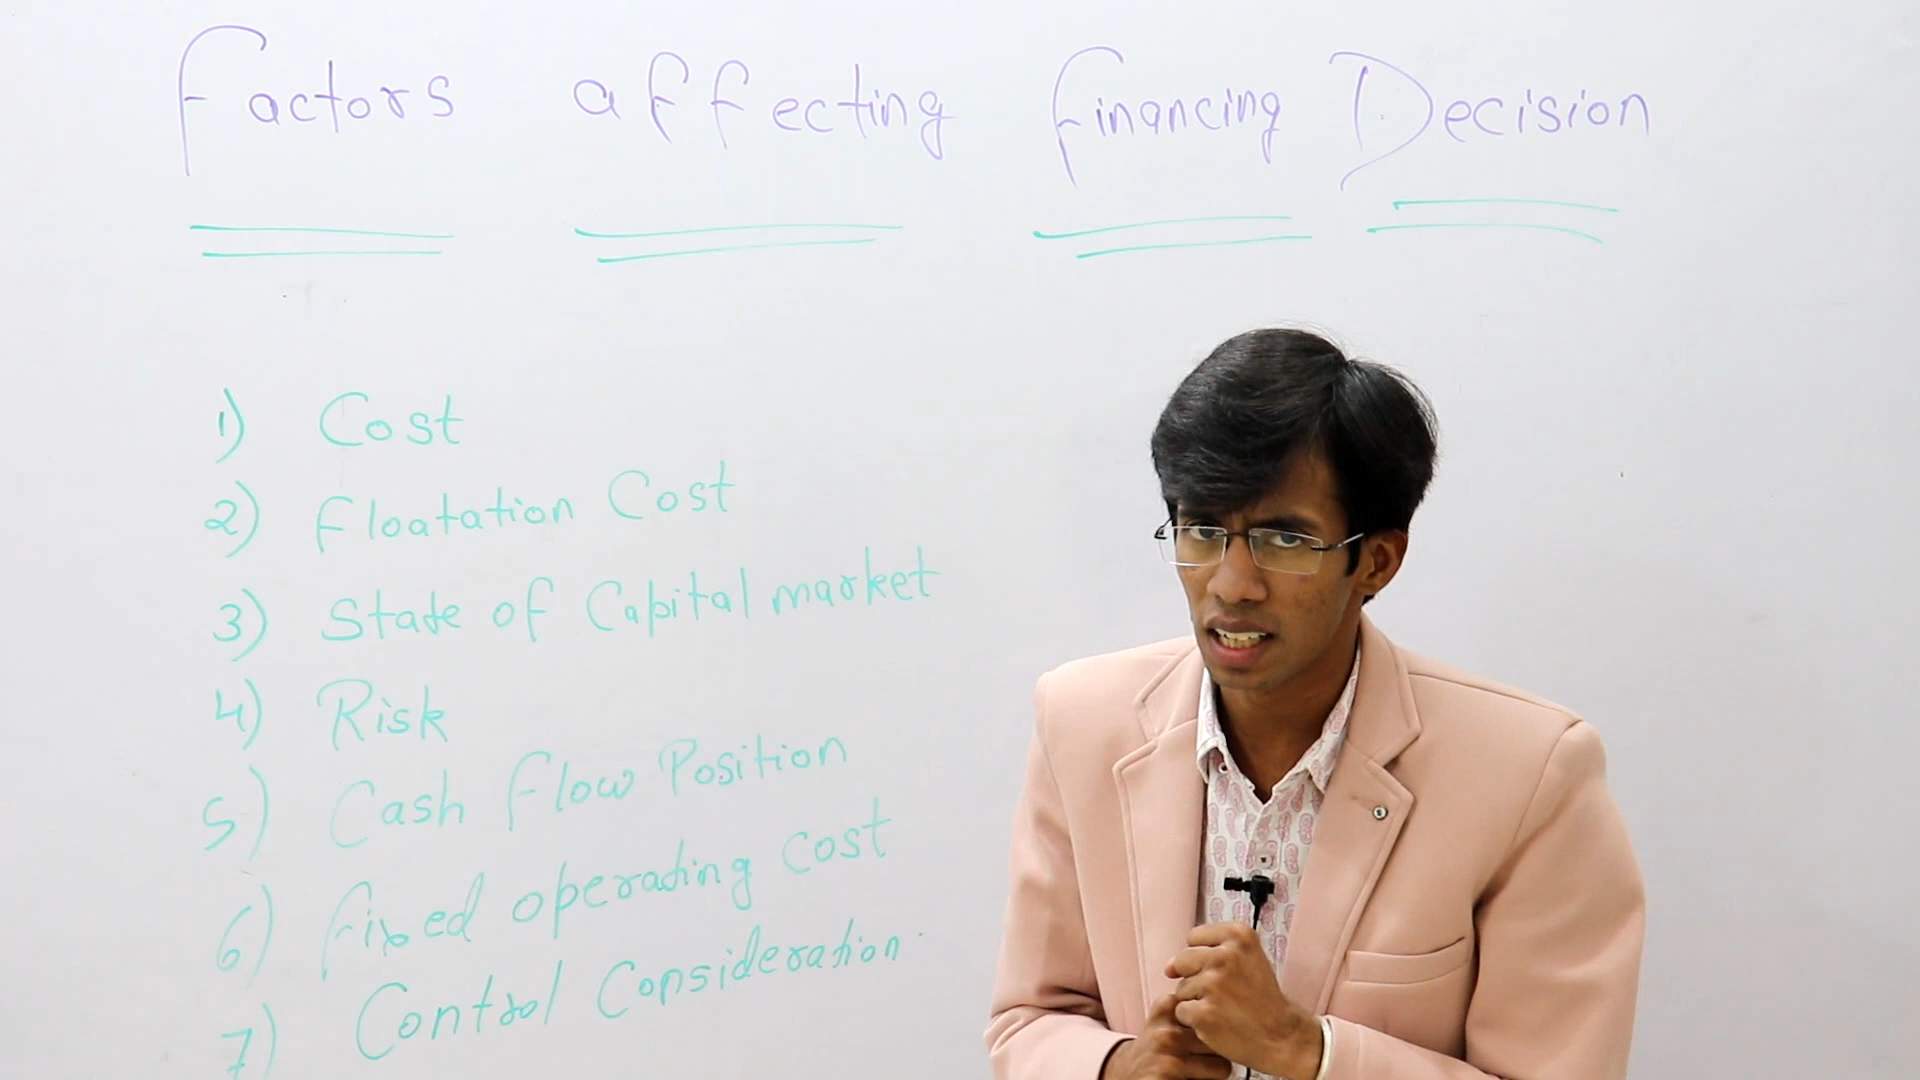 Factors affecting financing Decision
1) Cost
2) Floatation Cost
3) State of Capital market
4) Risk
5) Cash flow Position
6) fixed operating cost
7) Control Consideration.